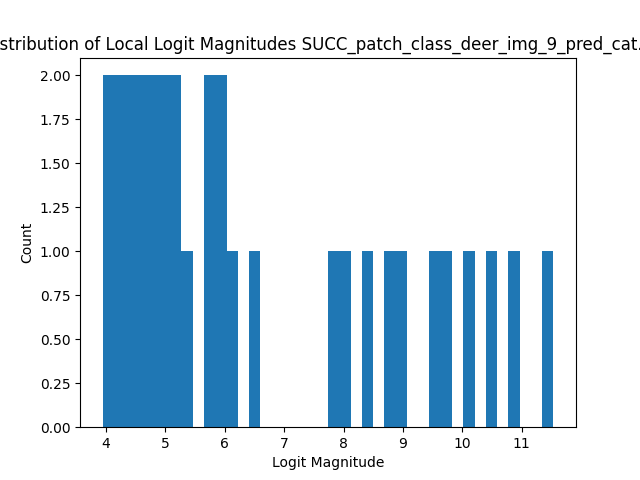 stribution of Local Logit Magnitudes SUCC_patch_class_deer_img_9_pred_cat.
2.00
1.75
1.50
1.25
1.00
0.75
0.50
0.25
0.00
Count
4 5 6 7 8 9 10 11
Logit Magnitude